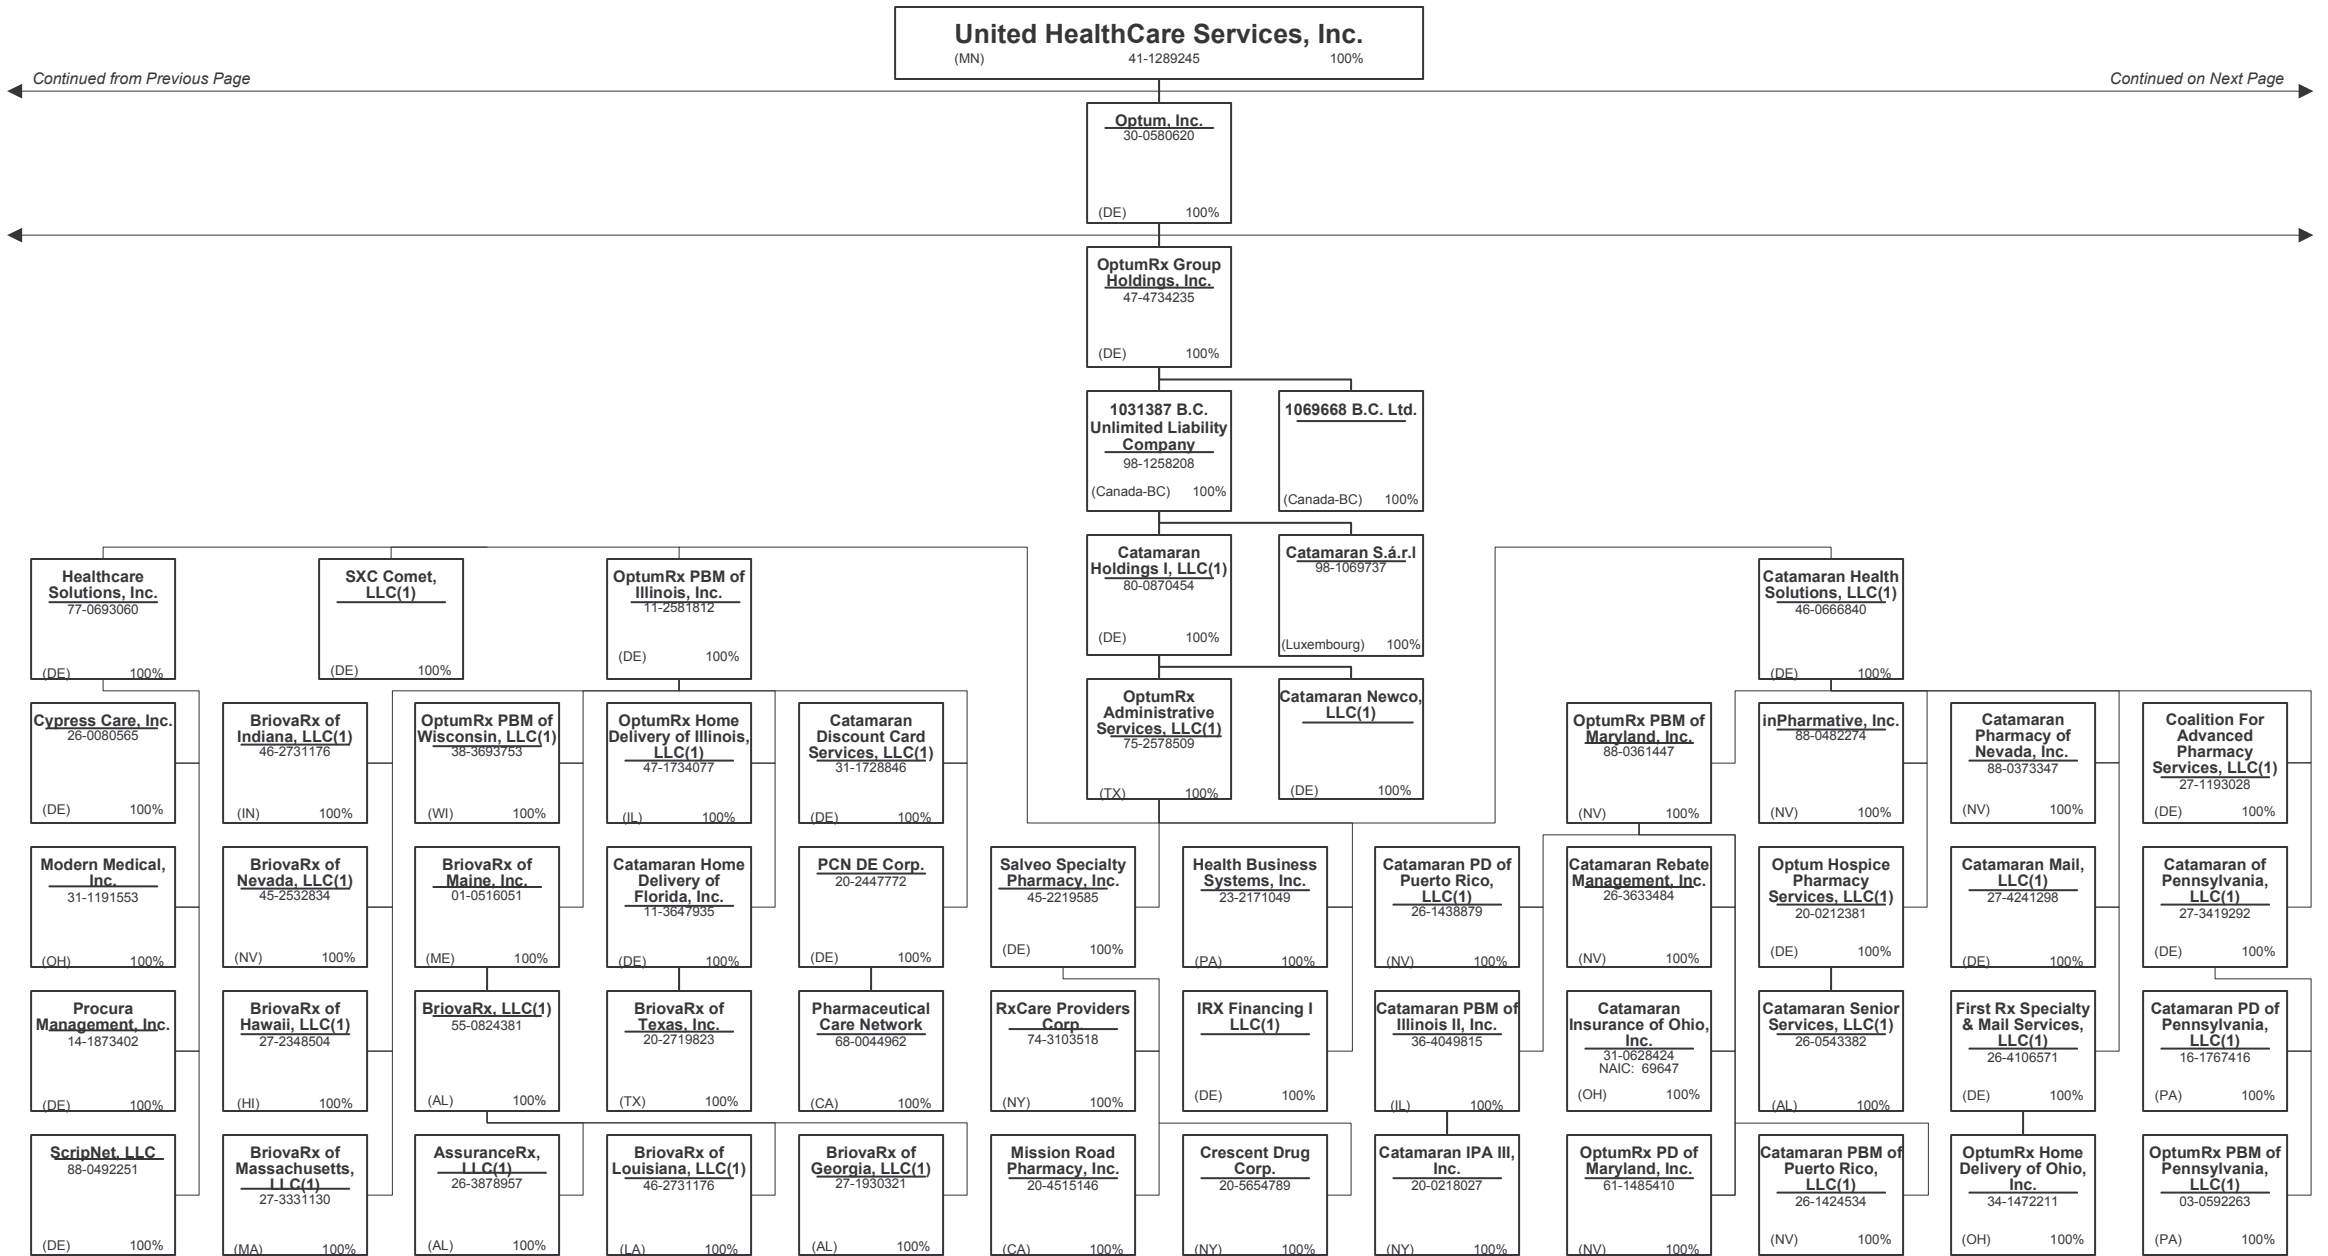 United HealthCare Services, Inc.
(MN) 41-1289245 100%
Continued from Previous Page
Continued on Next Page
Optum, Inc.
30-0580620
(DE) 100%
OptumRx Group
Holdings, Inc.
47-4734235
(DE) 100%
1031387 B.C.
Unlimited Liability
Company
98-1258208
(Canada-BC) 100%
1069668 B.C. Ltd.
(Canada-BC) 100%
Catamaran
Holdings I, LLC(1)
80-0870454
(DE) 100%
Catamaran S.á.r.l
98-1069737
(Luxembourg) 100%
Healthcare
Solutions, Inc.
77-0693060
(DE) 100%
SXC Comet,
LLC(1)
(DE) 100%
OptumRx PBM of
Illinois, Inc.
11-2581812
(DE) 100%
Catamaran Health
Solutions, LLC(1)
46-0666840
(DE) 100%
OptumRx
Administrative
Services, LLC(1)
75-2578509
(TX) 100%
Catamaran Newco,
LLC(1)
(DE) 100%
Cypress Care, Inc.
26-0080565
(DE) 100%
BriovaRx of
Indiana, LLC(1)
46-2731176
(IN) 100%
OptumRx PBM of
Wisconsin, LLC(1)
38-3693753
(WI) 100%
OptumRx Home
Delivery of Illinois,
LLC(1)
47-1734077
(IL) 100%
Catamaran
Discount Card
Services, LLC(1)
31-1728846
(DE) 100%
OptumRx PBM of
Maryland, Inc.
88-0361447
(NV) 100%
inPharmative, Inc.
88-0482274
(NV) 100%
Catamaran
Pharmacy of
Nevada, Inc.
88-0373347
(NV) 100%
Coalition For
Advanced
Pharmacy
Services, LLC(1)
27-1193028
(DE) 100%
Modern Medical,
Inc.
31-1191553
(OH) 100%
BriovaRx of
Nevada, LLC(1)
45-2532834
(NV) 100%
BriovaRx of
Maine, Inc.
01-0516051
(ME) 100%
Catamaran Home
Delivery of
Florida, Inc.
11-3647935
(DE) 100%
PCN DE Corp.
20-2447772
(DE) 100%
Salveo Specialty
Pharmacy, Inc.
45-2219585
(DE) 100%
Health Business
Systems, Inc.
23-2171049
(PA) 100%
Catamaran PD of
Puerto Rico,
LLC(1)
26-1438879
(NV) 100%
Catamaran Rebate
Management, Inc.
26-3633484
(NV) 100%
Optum Hospice
Pharmacy
Services, LLC(1)
20-0212381
(DE) 100%
Catamaran Mail,
LLC(1)
27-4241298
(DE) 100%
Catamaran of
Pennsylvania,
LLC(1)
27-3419292
(DE) 100%
Procura
Management, Inc.
14-1873402
(DE) 100%
BriovaRx of
Hawaii, LLC(1)
27-2348504
(HI) 100%
BriovaRx, LLC(1)
55-0824381
(AL) 100%
BriovaRx of
Texas, Inc.
20-2719823
(TX) 100%
Pharmaceutical
Care Network
68-0044962
(CA) 100%
RxCare Providers
Corp.
74-3103518
(NY) 100%
IRX Financing I
LLC(1)
(DE) 100%
Catamaran PBM of
Illinois II, Inc.
36-4049815
(IL) 100%
Catamaran
Insurance of Ohio,
Inc.
31-0628424
NAIC: 69647
(OH) 100%
Catamaran Senior
Services, LLC(1)
26-0543382
(AL) 100%
First Rx Specialty
& Mail Services,
LLC(1)
26-4106571
(DE) 100%
Catamaran PD of
Pennsylvania,
LLC(1)
16-1767416
(PA) 100%
ScripNet, LLC
88-0492251
(DE) 100%
BriovaRx of
Massachusetts,
LLC(1)
27-3331130
(MA) 100%
AssuranceRx,
LLC(1)
26-3878957
(AL) 100%
BriovaRx of
Louisiana, LLC(1)
46-2731176
(LA) 100%
BriovaRx of
Georgia, LLC(1)
27-1930321
(AL) 100%
Mission Road
Pharmacy, Inc.
20-4515146
(CA) 100%
Crescent Drug
Corp.
20-5654789
(NY) 100%
Catamaran IPA III,
Inc.
20-0218027
(NY) 100%
OptumRx PD of
Maryland, Inc.
61-1485410
(NV) 100%
Catamaran PBM of
Puerto Rico,
LLC(1)
26-1424534
(NV) 100%
OptumRx Home
Delivery of Ohio,
Inc.
34-1472211
(OH) 100%
OptumRx PBM of
Pennsylvania,
LLC(1)
03-0592263
(PA) 100%